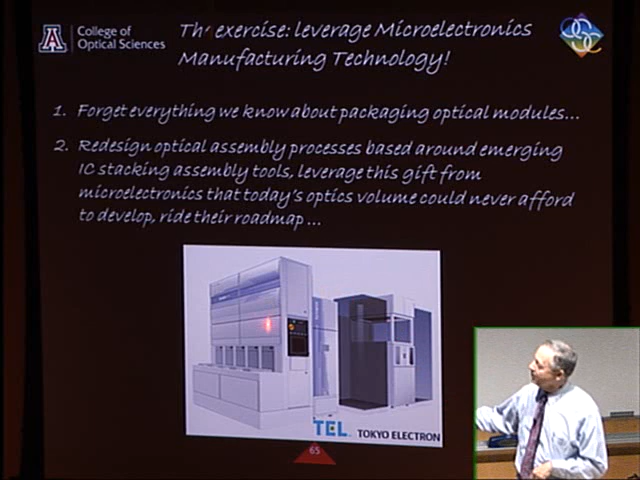 College of
Optical Sciences
The exercise: leverage Microelectronics
Manufacturing Technology!
1. Forget everything we know about packaging optical modules...
2. Redesign optical assembly processes based around emerging
IC stacking assembly tools, leverage this gift from
microelectronics that today's optics volume could never afford
to develop, ride their roadmap ...
TEL TOKYO ELECTRON
65